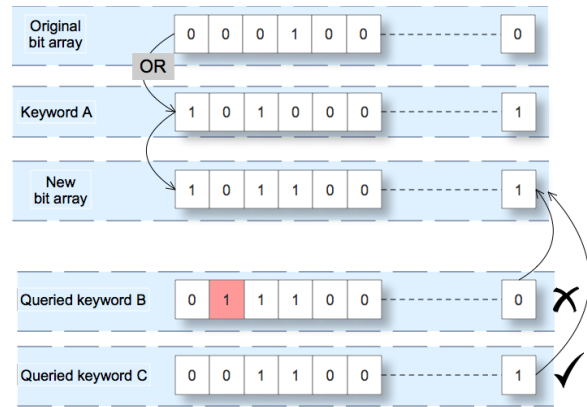 Original
bit array
0 0 0 1 0 0 0
OR
Keyword A
1 0 1 0 0 0 1
New
bit array
1 0 1 1 0 0 1
Queried keyword B
0 1 1 1 0 0 0
Queried keyword C
0 0 1 1 0 0 1